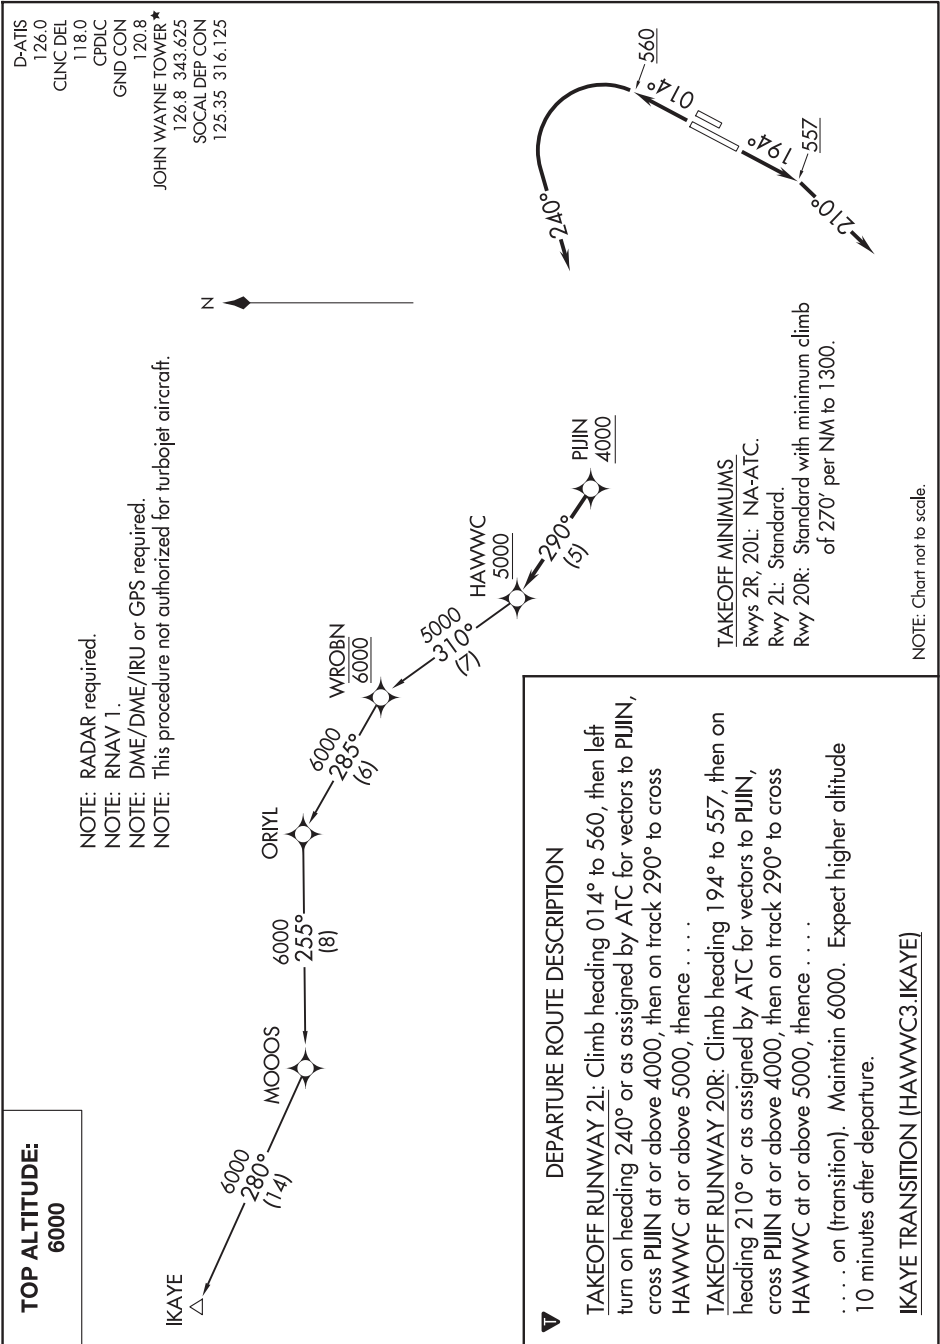 TOP ALTITUDE:
6000
D-ATIS
126.0
CLNC DEL
118.0
CPDLC
GND CON
120.8
JOHN WAYNE TOWER★
126.8 343.625
SOCAL DEP CON
125.35 316.125
NOTE: RADAR required.
NOTE: RNAV 1.
NOTE: DME/DME/IRU or GPS required.
NOTE: This procedure not authorized for turbojet aircraft.
N
IKAYE
6000
280°
(14)
MOOOS
6000
255°
(8)
ORIYL
6000
285°
(6)
WROBN
6000
5000
310°
(7)
HAWWC
5000
290°
(5)
PIJIN
4000
240°
560
014°
194°
557
210°
TAKEOFF MINIMUMS
Rwys 2R, 20L: NA-ATC.
Rwy 2L: Standard.
Rwy 20R: Standard with minimum climb
of 270' per NM to 1300.
NOTE: Chart not to scale.
T
DEPARTURE ROUTE DESCRIPTION
TAKEOFF RUNWAY 2L: Climb heading 014° to 560, then left
turn on heading 240° or as assigned by ATC for vectors to PIJIN,
cross PIJIN at or above 4000, then on track 290° to cross
HAWWC at or above 5000, thence . . . .
TAKEOFF RUNWAY 20R: Climb heading 194° to 557, then on
heading 210° or as assigned by ATC for vectors to PIJIN,
cross PIJIN at or above 4000, then on track 290° to cross
HAWWC at or above 5000, thence . . . .
. . . . on (transition). Maintain 6000. Expect higher altitude
10 minutes after departure.
IKAYE TRANSITION (HAWWC3.IKAYE)